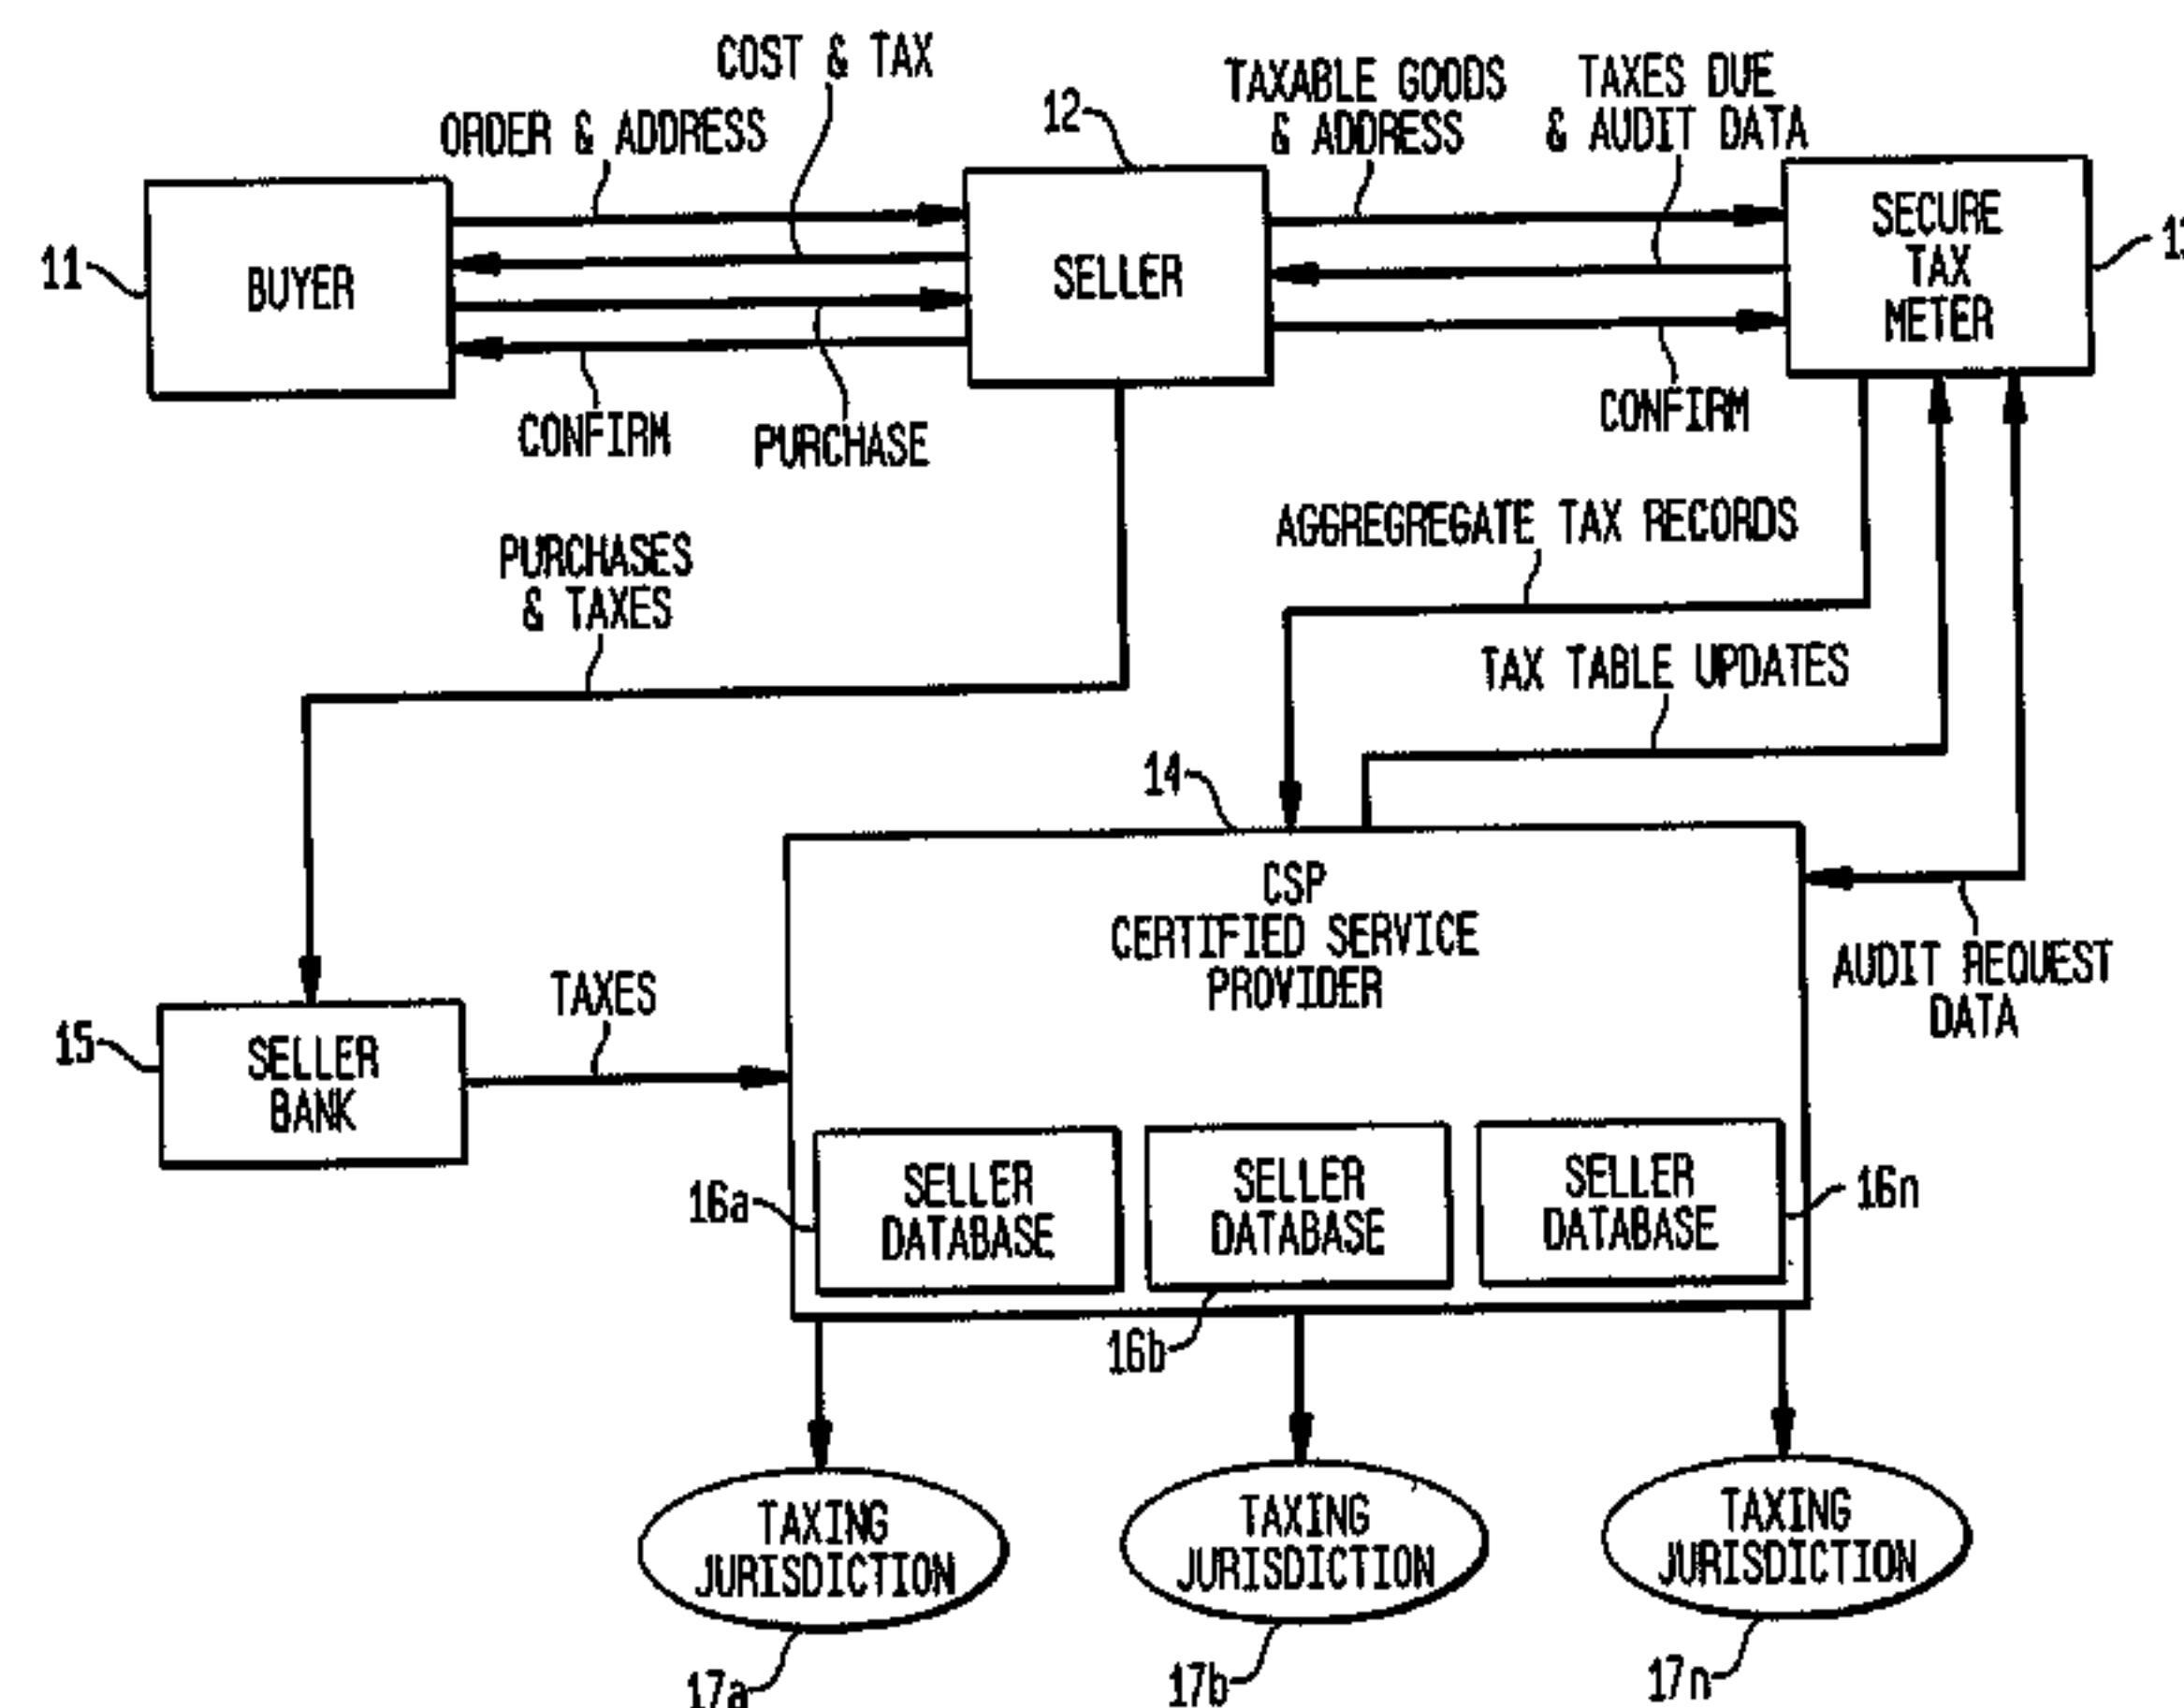 COST & TAX
ORDER & ADDRESS
12
TAXABLE GOODS
& ADDRESS
TAXES DUE
& AUDIT DATA
11
BUYER
SELLER
SECURE
TAX
METER
CONFIRM
PURCHASE
CONFIRM
PURCHASES
& TAXES
AGGREGREGATE TAX RECORDS
TAX TABLE UPDATES
14
CSP
CERTIFIED SERVICE
PROVIDER
AUDIT REQUEST
DATA
15
SELLER
BANK
TAXES
16a
SELLER
DATABASE
SELLER
DATABASE
SELLER
DATABASE
16n
16b
TAXING
JURISDICTION
TAXING
JURISDICTION
TAXING
JURISDICTION
17a
17b
17n